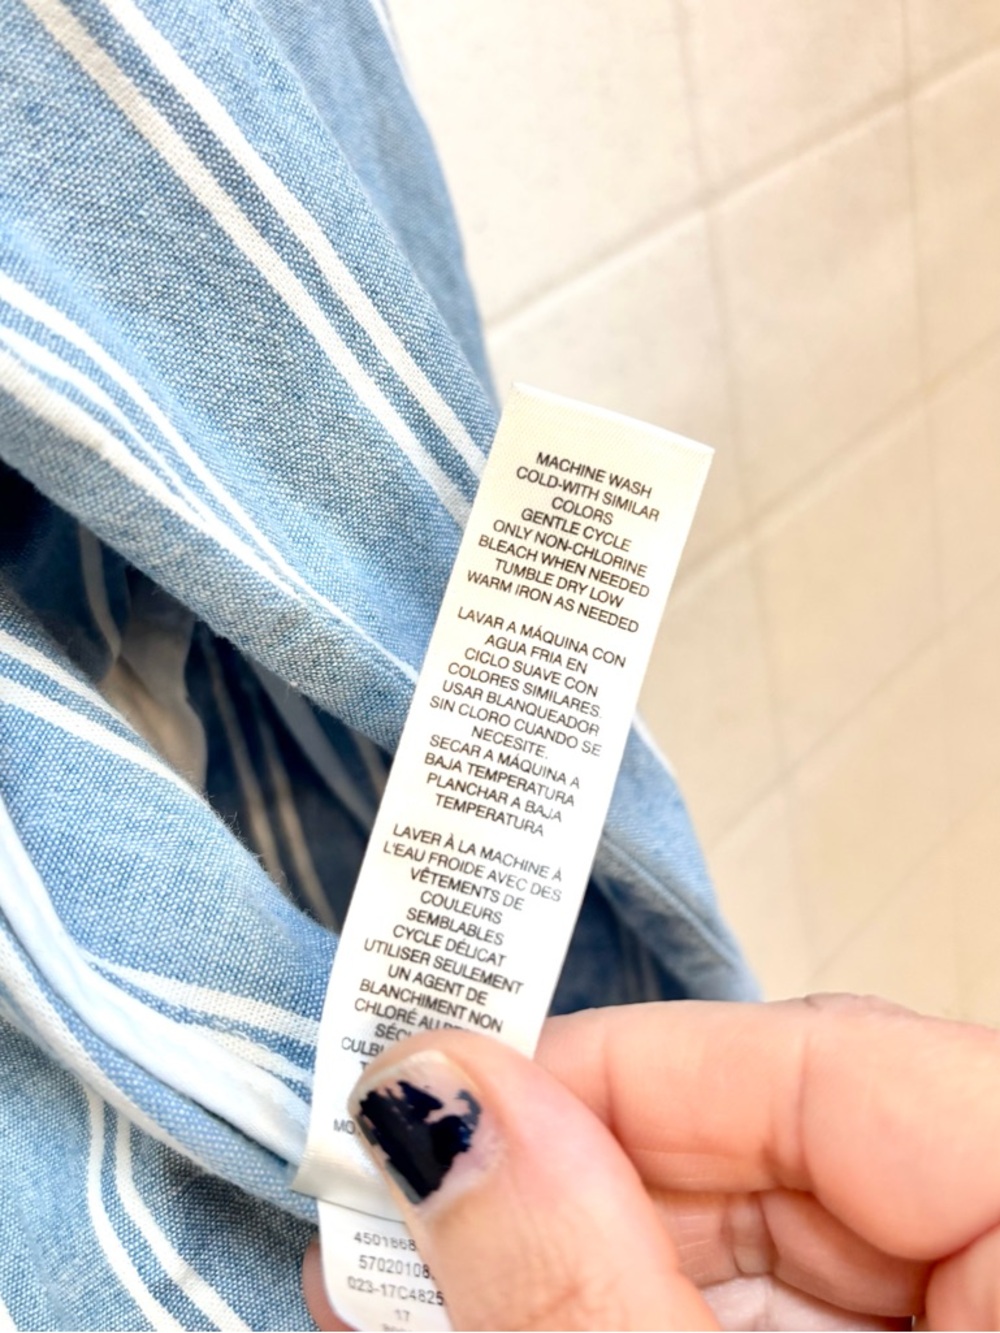 MACHINE WASH
COLD-WITH SIMILAR
COLORS
GENTLE CYCLE
ONLY NON-CHLORINE
BLEACH WHEN NEEDED
TUMBLE DRY LOW
WARM IRON AS NEEDED
LAVAR A MÁQUINA CON
AGUA FRIA EN
CICLO SUAVE CON
COLORES SIMILARES.
USAR BLANQUEADOR
SIN CLORO CUANDO SE
NECESITE.
SECAR A MÁQUINA A
BAJA TEMPERATURA
PLANCHAR A BAJA
TEMPERATURA
LAVER À LA MACHINE À
L'EAU FROIDE AVEC DES
VÊTEMENTS DE
COULEURS
SEMBLABLES
CYCLE DÉLICAT
UTILISER SEULEMENT
UN AGENT DE
BLANCHIMENT NON
CHLORÉ AU
023-17C4825
17